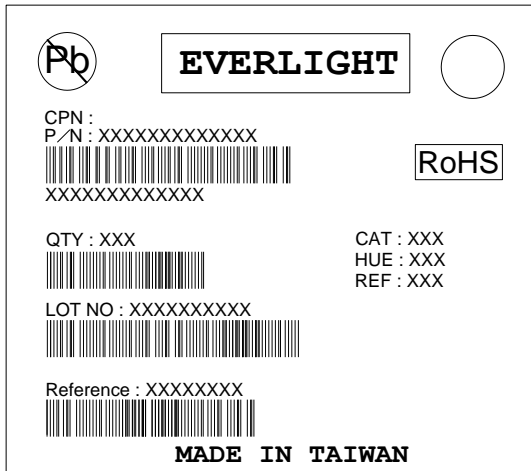 Pb
EVERLIGHT
CPN :
P/N : XXXXXXXXXXXXX
RoHS
XXXXXXXXXXXXX
QTY : XXX
CAT : XXX
HUE : XXX
REF : XXX
LOT NO : XXXXXXXXXX
Reference : XXXXXXXX
MADE IN TAIWAN